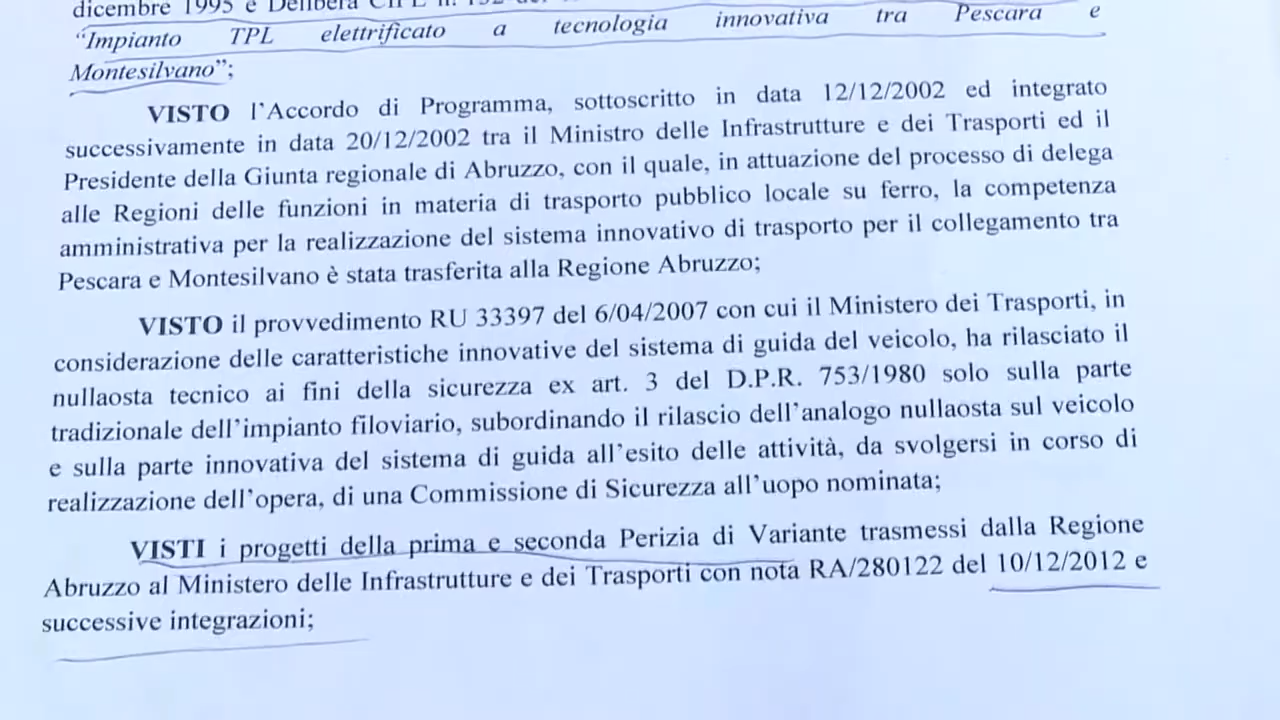 dicembre 1995 e Delibera CIPE n.
“Impianto TPL elettrificato a tecnologia innovativa tra Pescara e
Montesilvano”;
VISTO l’Accordo di Programma, sottoscritto in data 12/12/2002 ed integrato
successivamente in data 20/12/2002 tra il Ministro delle Infrastrutture e dei Trasporti ed il
Presidente della Giunta regionale di Abruzzo, con il quale, in attuazione del processo di delega
alle Regioni delle funzioni in materia di trasporto pubblico locale su ferro, la competenza
amministrativa per la realizzazione del sistema innovativo di trasporto per il collegamento tra
Pescara e Montesilvano è stata trasferita alla Regione Abruzzo;
VISTO il provvedimento RU 33397 del 6/04/2007 con cui il Ministero dei Trasporti, in
considerazione delle caratteristiche innovative del sistema di guida del veicolo, ha rilasciato il
nullaosta tecnico ai fini della sicurezza ex art. 3 del D.P.R. 753/1980 solo sulla parte
tradizionale dell’impianto filoviario, subordinando il rilascio dell’analogo nullaosta sul veicolo
e sulla parte innovativa del sistema di guida all’esito delle attività, da svolgersi in corso di
realizzazione dell’opera, di una Commissione di Sicurezza all’uopo nominata;
VISTI i progetti della prima e seconda Perizia di Variante trasmessi dalla Regione
Abruzzo al Ministero delle Infrastrutture e dei Trasporti con nota RA/280122 del 10/12/2012 e
successive integrazioni;